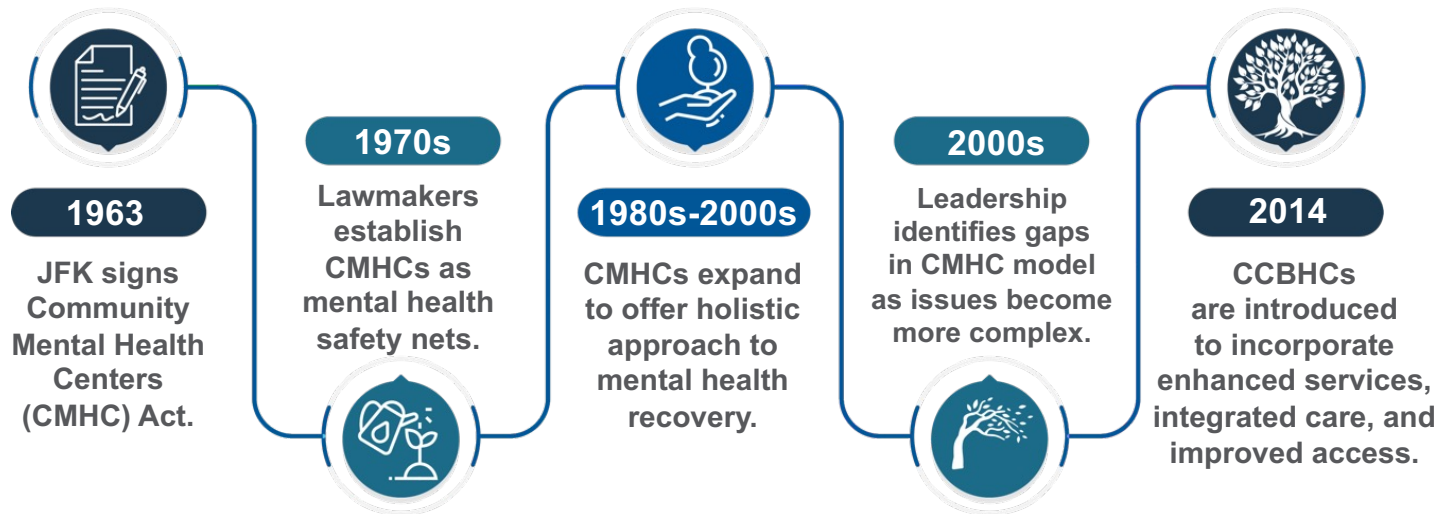 1963
JFK signs
Community
Mental Health
Centers
(CMHC) Act.
1970s
Lawmakers
establish
CMHCs as
mental health
safety nets.
1980s-2000s
CMHCs expand
to offer holistic
approach to
mental health
recovery.
2000s
Leadership
identifies gaps
in CMHC model
as issues become
more complex.
2014
CCBHCs
are introduced
to incorporate
enhanced services,
integrated care, and
improved access.